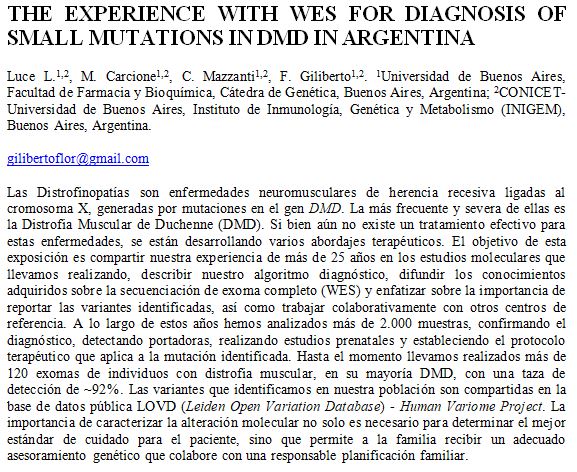 THE EXPERIENCE WITH WES FOR DIAGNOSIS OF
SMALL MUTATIONS IN DMD IN ARGENTINA
Luce L.1,2, M. Carcione1,2, C. Mazzanti1,2, F. Giliberto1,2. 1Universidad de Buenos Aires,
Facultad de Farmacia y Bioquímica, Cátedra de Genética, Buenos Aires, Argentina; 2CONICET-
Universidad de Buenos Aires, Instituto de Inmunología, Genética y Metabolismo (INIGEM),
Buenos Aires, Argentina.
gilibertoflor@gmail.com
Las Distrofinopatías son enfermedades neuromusculares de herencia recesiva ligadas al
cromosoma X, generadas por mutaciones en el gen DMD. La más frecuente y severa de ellas es
la Distrofia Muscular de Duchenne (DMD). Si bien aún no existe un tratamiento efectivo para
estas enfermedades, se están desarrollando varios abordajes terapéuticos. El objetivo de esta
exposición es compartir nuestra experiencia de más de 25 años en los estudios moleculares que
llevamos realizando, describir nuestro algoritmo diagnóstico, difundir los conocimientos
adquiridos sobre la secuenciación de exoma completo (WES) y enfatizar sobre la importancia de
reportar las variantes identificadas, así como trabajar colaborativamente con otros centros de
referencia. A lo largo de estos años hemos analizados más de 2.000 muestras, confirmando el
diagnóstico, detectando portadoras, realizando estudios prenatales y estableciendo el protocolo
terapéutico que aplica a la mutación identificada. Hasta el momento llevamos realizados más de
120 exomas de individuos con distrofia muscular, en su mayoría DMD, con una taza de
detección de ~92%. Las variantes que identificamos en nuestra población son compartidas en la
base de datos pública LOVD (Leiden Open Variation Database) - Human Variome Project. La
importancia de caracterizar la alteración molecular no solo es necesario para determinar el mejor
estándar de cuidado para el paciente, sino que permite a la familia recibir un adecuado
asesoramiento genético que colabore con una responsable planificación familiar.